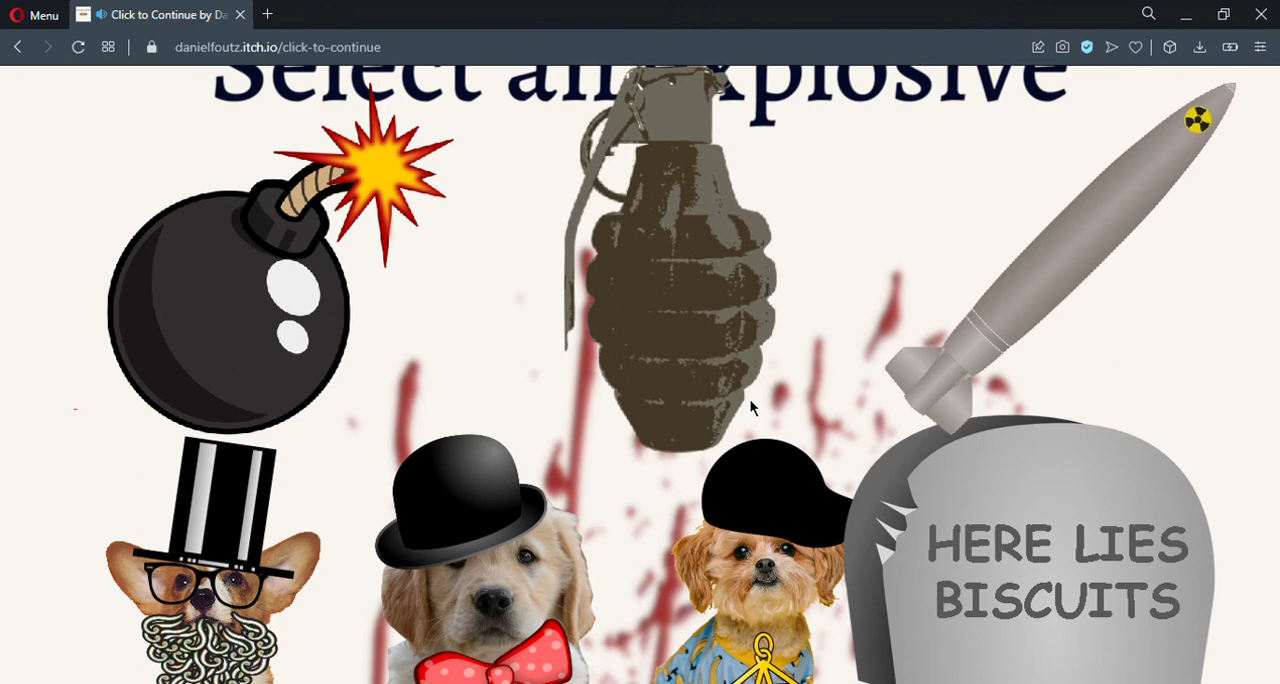 Menu
Click to Continue by Da
danielfoutz.itch.io/click-to-continue
Select an explosive
HERE LIES
BISCUITS